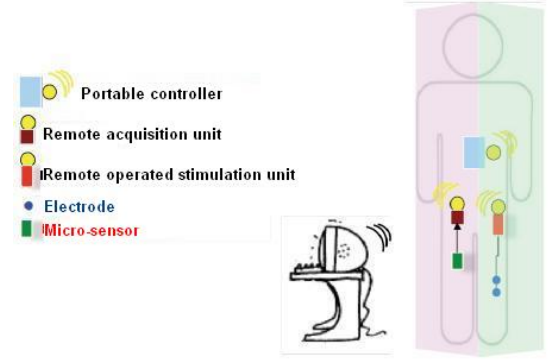 Portable controller
Remote acquisition unit
Remote operated stimulation unit
Electrode
Micro-sensor